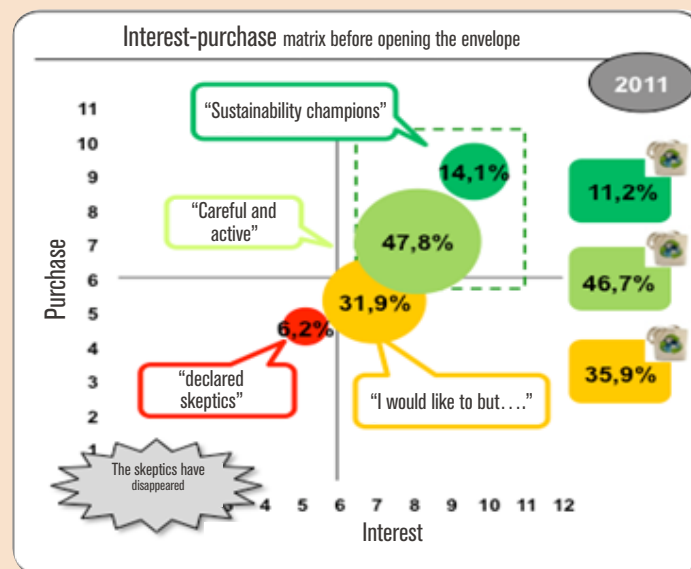 Interest-purchase matrix before opening the envelope
2011
11
10
9
8
7
6
5
4
3
2
1
Purchase
"Sustainability champions"
14,1%
"Careful and
active"
47,8%
31,9%
6,2%
"declared
skeptics"
"I would like to but...."
11,2%
46,7%
35,9%
The skeptics have
disappeared
3 4 5 6 7 8 9 10 11 12
Interest